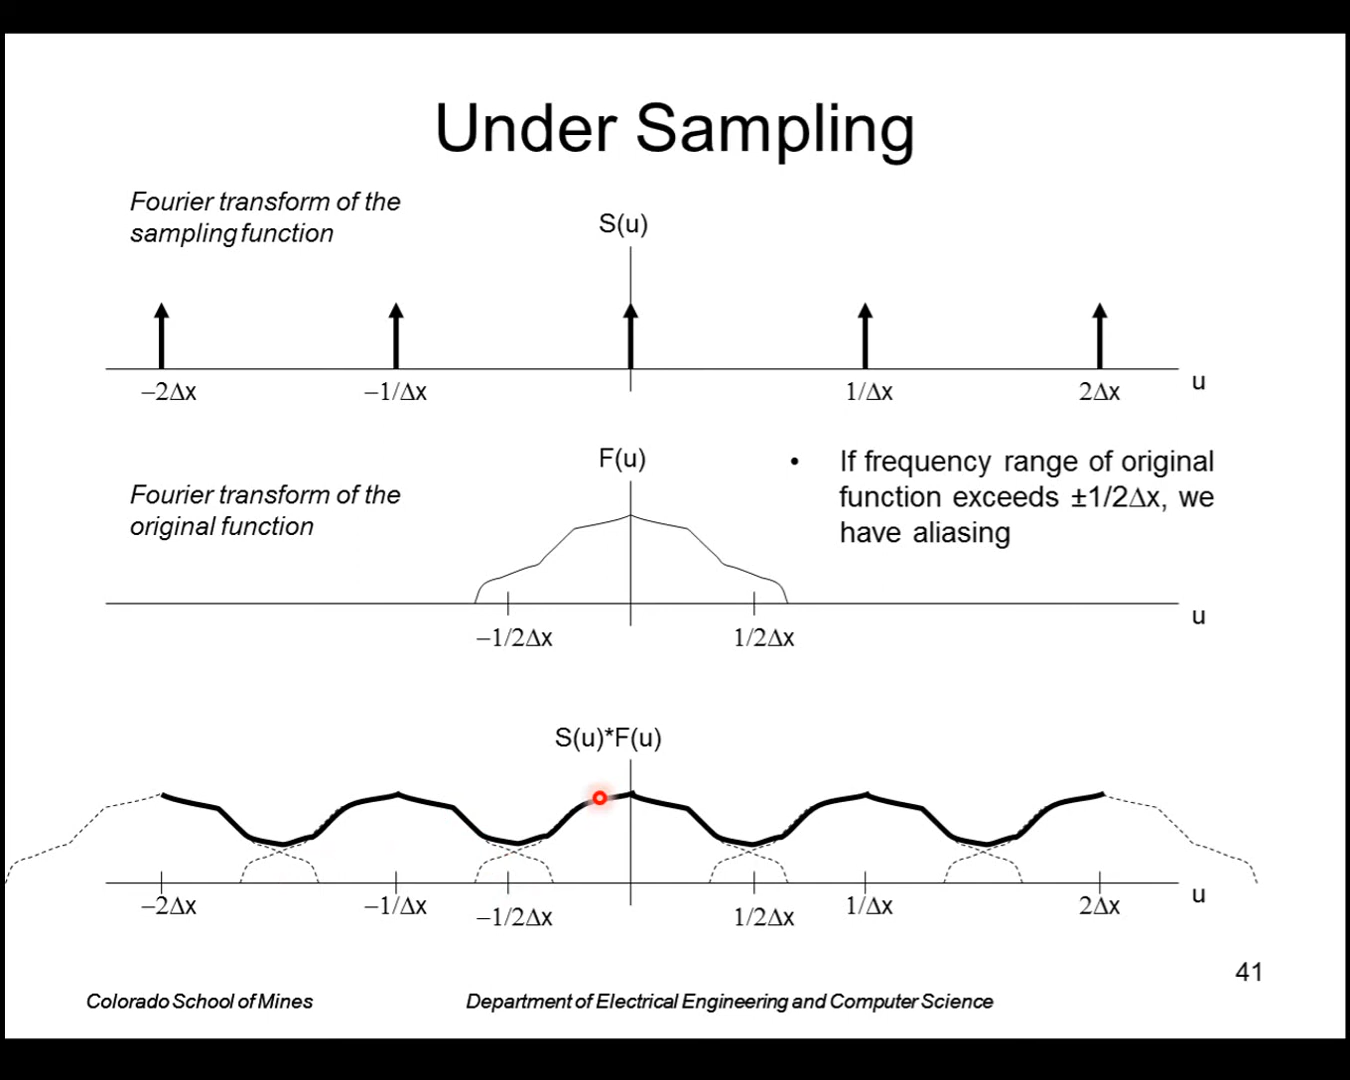 Under Sampling
Fourier transform of the
sampling function
S(u)
−2Δx
−1/Δx
1/Δx
2Δx
u
Fourier transform of the
original function
F(u)
• If frequency range of original
function exceeds ±1/2Δx, we
have aliasing
−1/2Δx
1/2Δx
u
S(u)*F(u)
−2Δx
−1/Δx
−1/2Δx
1/2Δx
1/Δx
2Δx
u
41
Colorado School of Mines
Department of Electrical Engineering and Computer Science